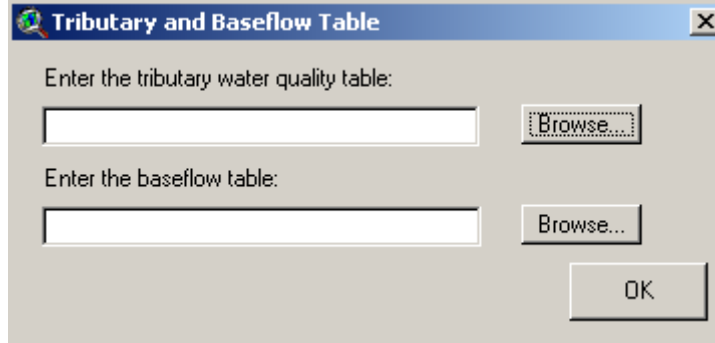 Tributary and Baseflow Table
Enter the tributary water quality table:
Browse...
Enter the baseflow table:
Browse...
OK